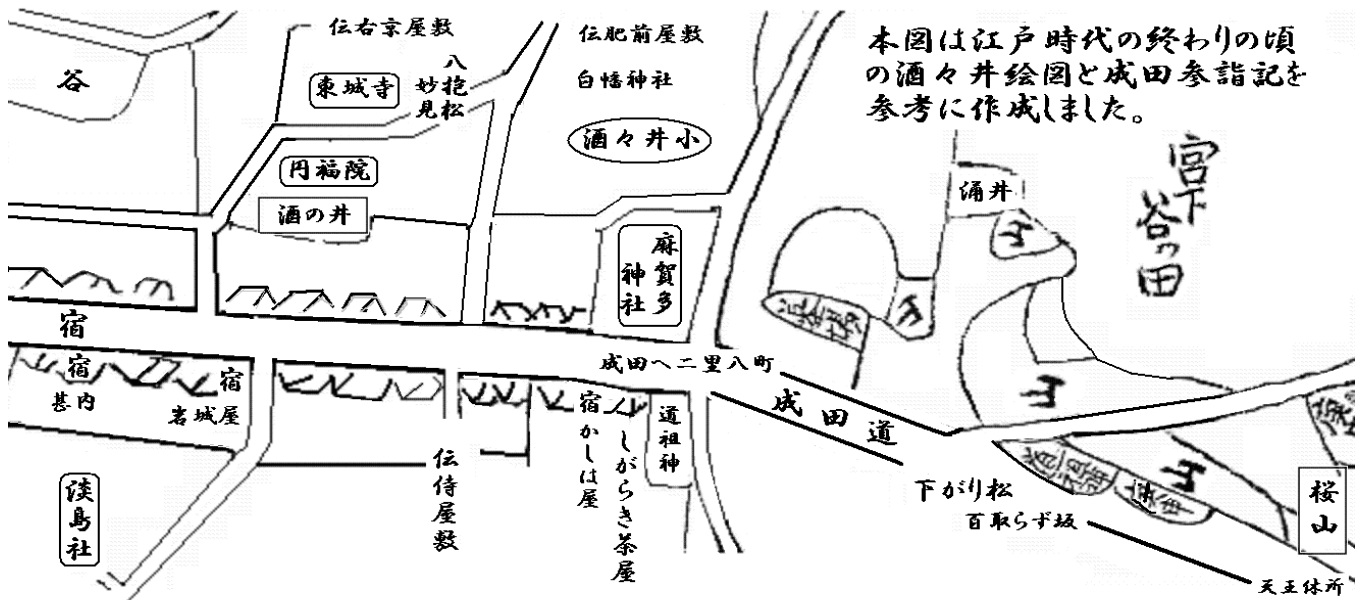 本図は江戸時代の終わりの頃
の酒々井絵図と成田参詣記を
参考に作成しました。
谷
伝右京屋敷
東城寺
八抱松
妙見
伝肥前屋敷
白幡神社
酒々井小
円福院
酒の井
麻賀多
神社
涌井
宮下
谷ツ田
宿
宿
甚内
宿
岩城屋
成田へ二里八町
成田道
宿かしは屋
しがらき茶屋
道祖神
伝侍屋敷
淡島社
下がり松
百取らず坂
桜山
天王休所